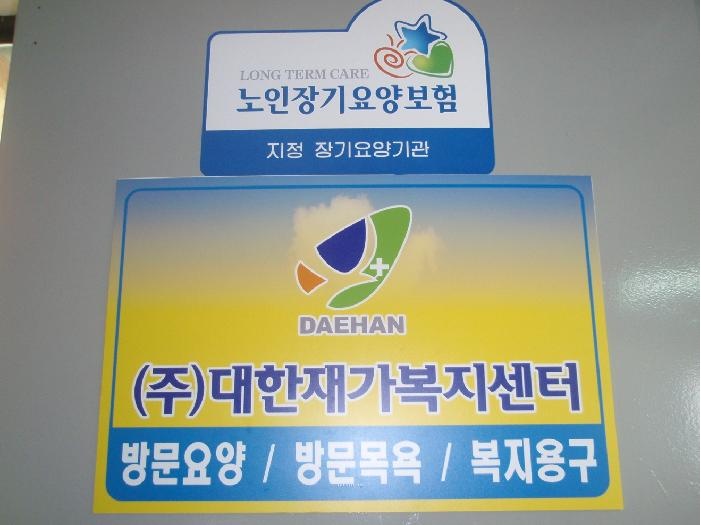 LONG TERM CARE
노인장기요양보험
지정 장기요양기관
DAEHAN
(주)대한재가복지센터
방문요양 / 방문목욕 / 복지용구